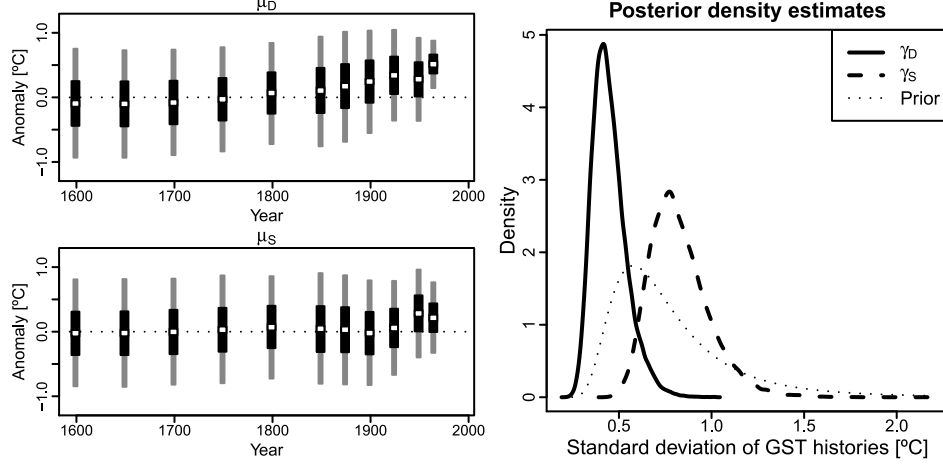 μD
1.0
0.0
−1.0
Anomaly [ºC]
1600 1700 1800 1900 2000
Year
μS
1.0
0.0
−1.0
Anomaly [ºC]
1600 1700 1800 1900 2000
Year
Posterior density estimates
γD
γS
Prior
5
4
3
2
1
0
Density
0.5 1.0 1.5 2.0
Standard deviation of GST histories [ºC]